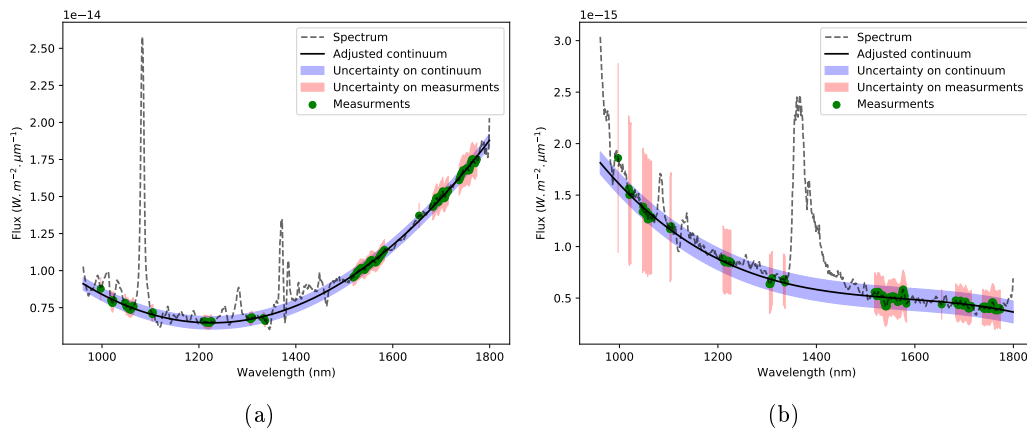 1e−14
2.50
2.25
2.00
1.75
1.50
1.25
1.00
0.75
Flux (W. m⁻². μm⁻¹)
1000 1200 1400 1600 1800
Wavelength (nm)
Spectrum
Adjusted continuum
Uncertainty on continuum
Uncertainty on measurments
Measurments
(a)
1e−15
3.0
2.5
2.0
1.5
1.0
0.5
Flux (W. m⁻². μm⁻¹)
1000 1200 1400 1600 1800
Wavelength (nm)
Spectrum
Adjusted continuum
Uncertainty on continuum
Uncertainty on measurments
Measurments
(b)